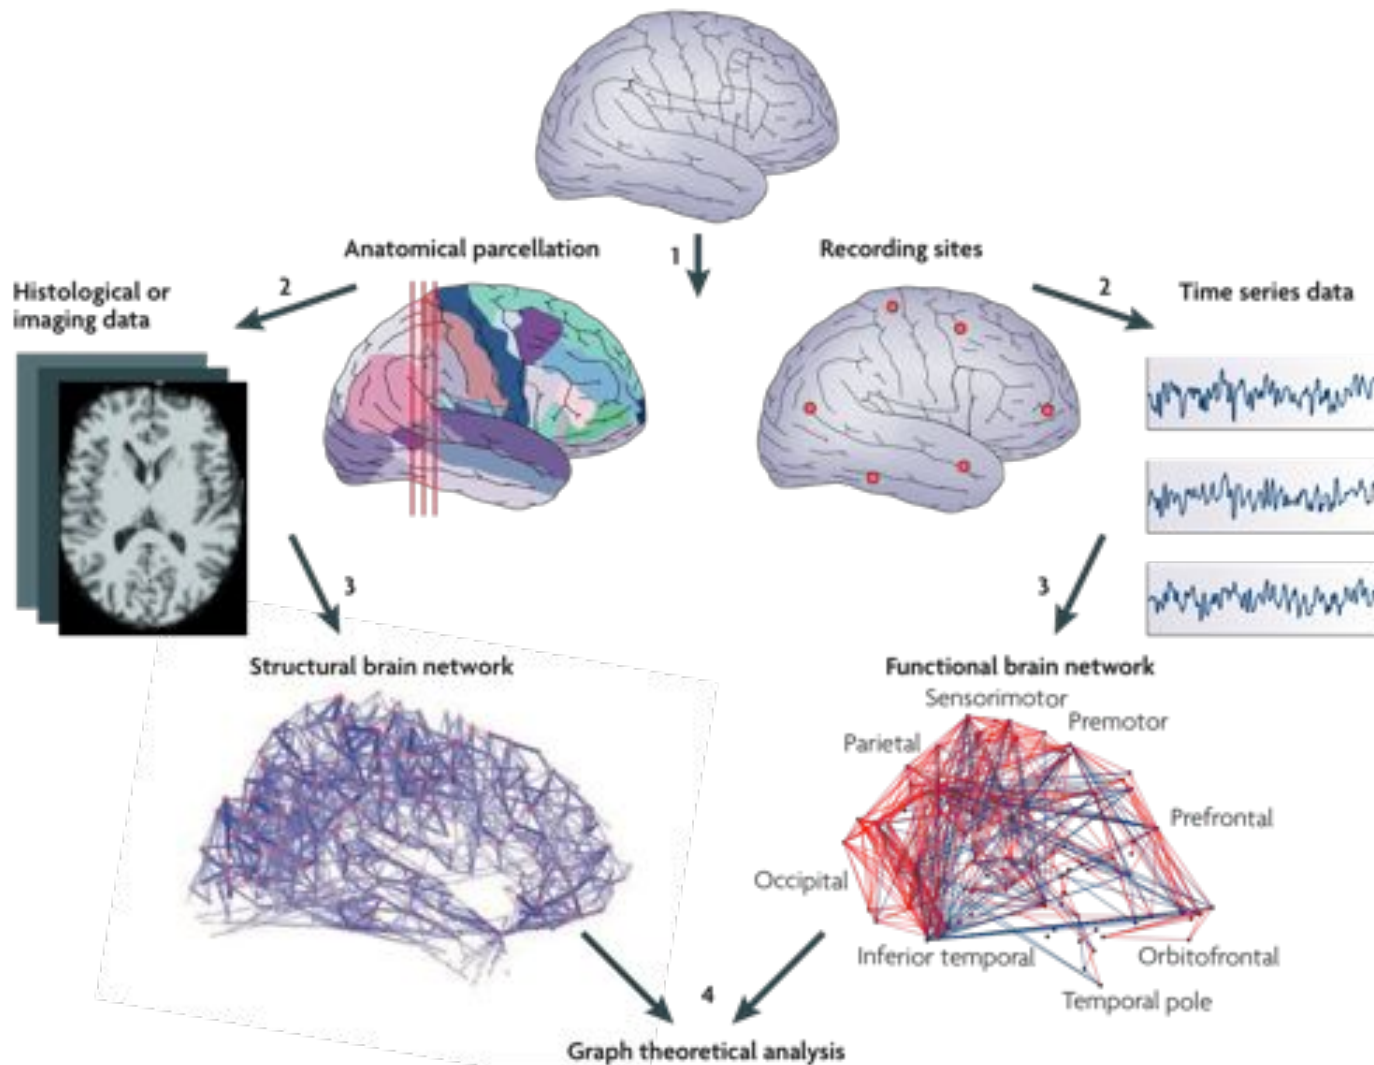 Anatomical parcellation
1
Recording sites
Histological or
imaging data
2
2
Time series data
3
3
Structural brain network
Functional brain network
Sensorimotor
Premotor
Parietal
Prefrontal
Occipital
Inferior temporal
Orbitofrontal
Temporal pole
4
Graph theoretical analysis